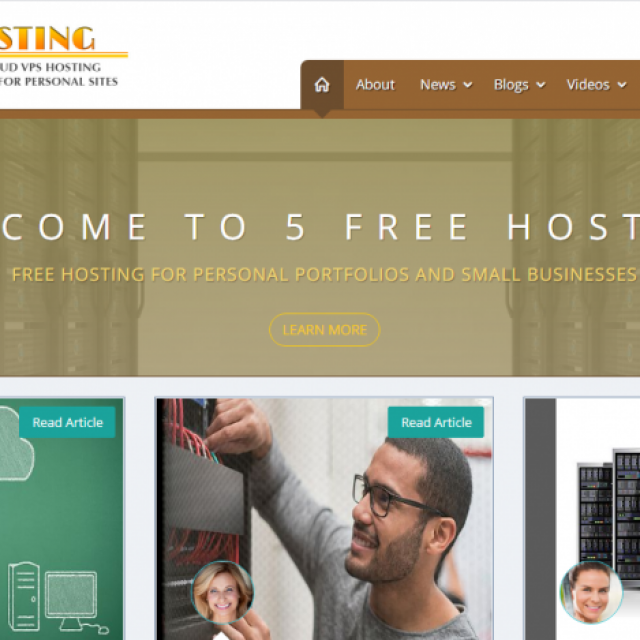 STING
UD VPS HOSTING
FOR PERSONAL SITES
About News Blogs Videos
COME TO 5 FREE HOST
FREE HOSTING FOR PERSONAL PORTFOLIOS AND SMALL BUSINESSES
LEARN MORE
Read Article Read Article